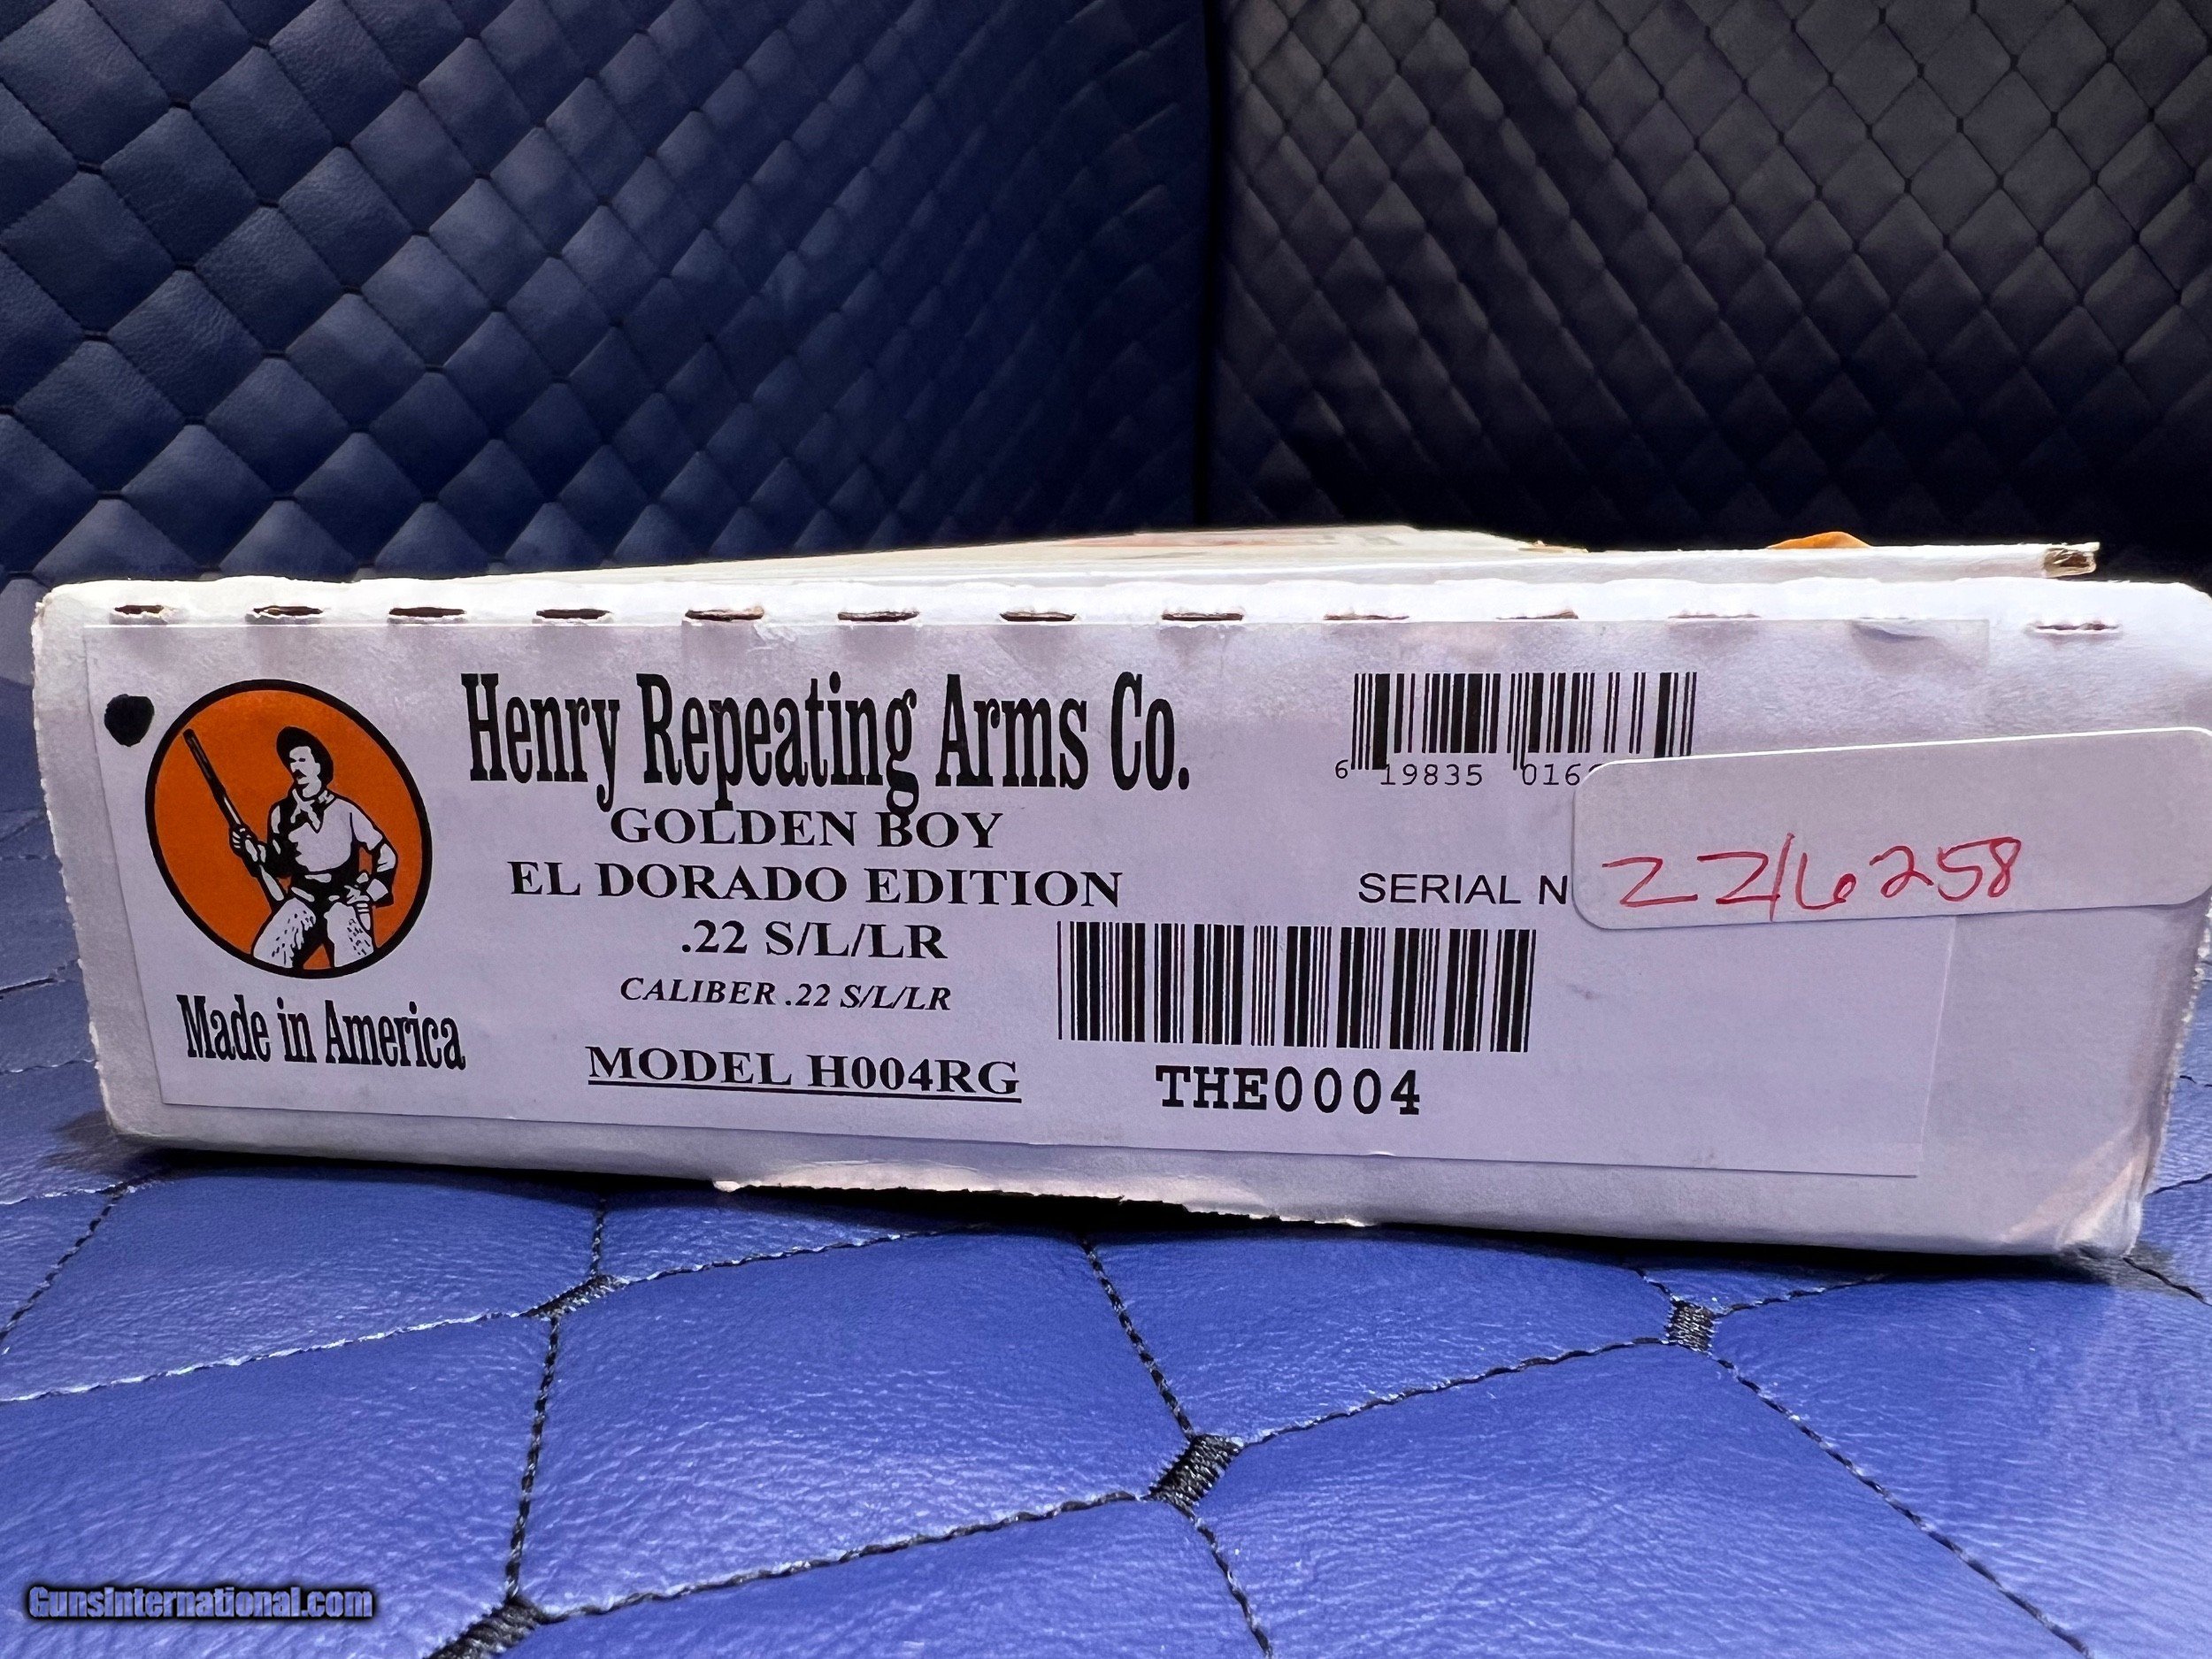 Henry Repeating Arms Co.
GOLDEN BOY
EL DORADO EDITION
.22 S/L/LR
CALIBER .22 S/L/LR
MODEL H004RG
Made in America
6 19835 016
SERIAL N
2216258
THE0004
GunsInternational.com